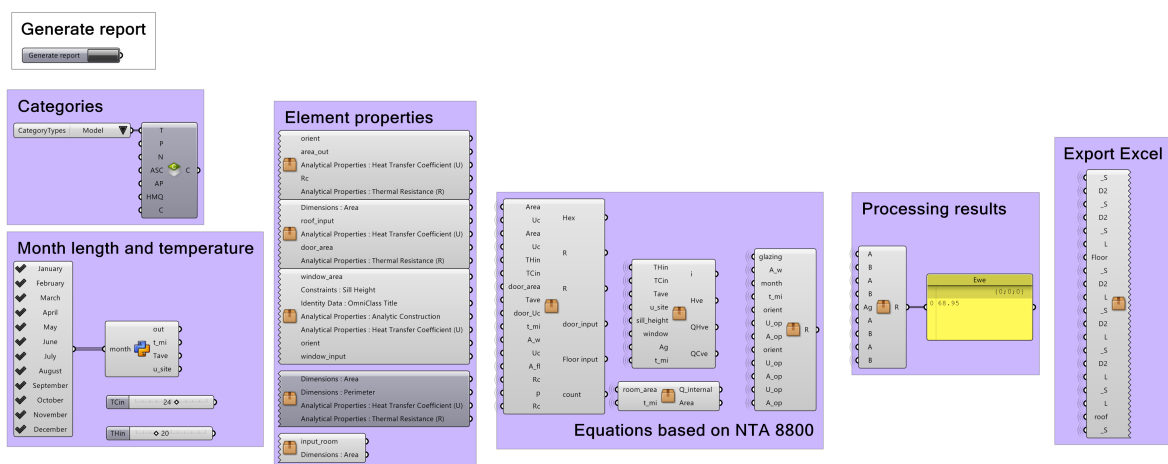 Generate report
Generate report
Categories
CategoryTypes Model
T
P
N
ASC C
AP
HMQ
C
Month length and temperature
January
February
March
April
May
June
July
August
September
October
November
December
month
out
t_mi
Tave
u_site
TCin 24
THin 20
Element properties
orient
area_out
Analytical Properties : Heat Transfer Coefficient (U)
Rc
Analytical Properties : Thermal Resistance (R)
Dimensions : Area
roof_input
Analytical Properties : Heat Transfer Coefficient (U)
door_area
Analytical Properties : Thermal Resistance (R)
window_area
Constraints : Sill Height
Identity Data : OmniClass Title
Analytical Properties : Analytic Construction
Analytical Properties : Heat Transfer Coefficient (U)
orient
window_input
Dimensions : Area
Dimensions : Perimeter
Analytical Properties : Heat Transfer Coefficient (U)
Analytical Properties : Thermal Resistance (R)
input_room
Dimensions : Area
Area
Uc
Area
Uc
THin
TCin
door_area
Tave
door_Uc
t_mi
A_w
Uc
A_fl
Rc
p
Rc
Hex
R
R
door_input
Floor input
count
THin
TCin
Tave
u_site
sill_height
window
Ag
t_mi
i
Hve
QHve
QCve
room_area Q_internal
t_mi Area
glazing
A_w
month
t_mi
orient
U_op
A_op
orient
U_op
A_op
U_op
A_op
R
Equations based on NTA 8800
Processing results
A
B
A
B
Ag R
A
B
A
B
Ewe
{0;0;0}
0 68.95
Export Excel
_S
D2
_S
D2
_S
L
Floor
_S
D2
L
_S
D2
L
_S
D2
L
_S
L
roof
_S